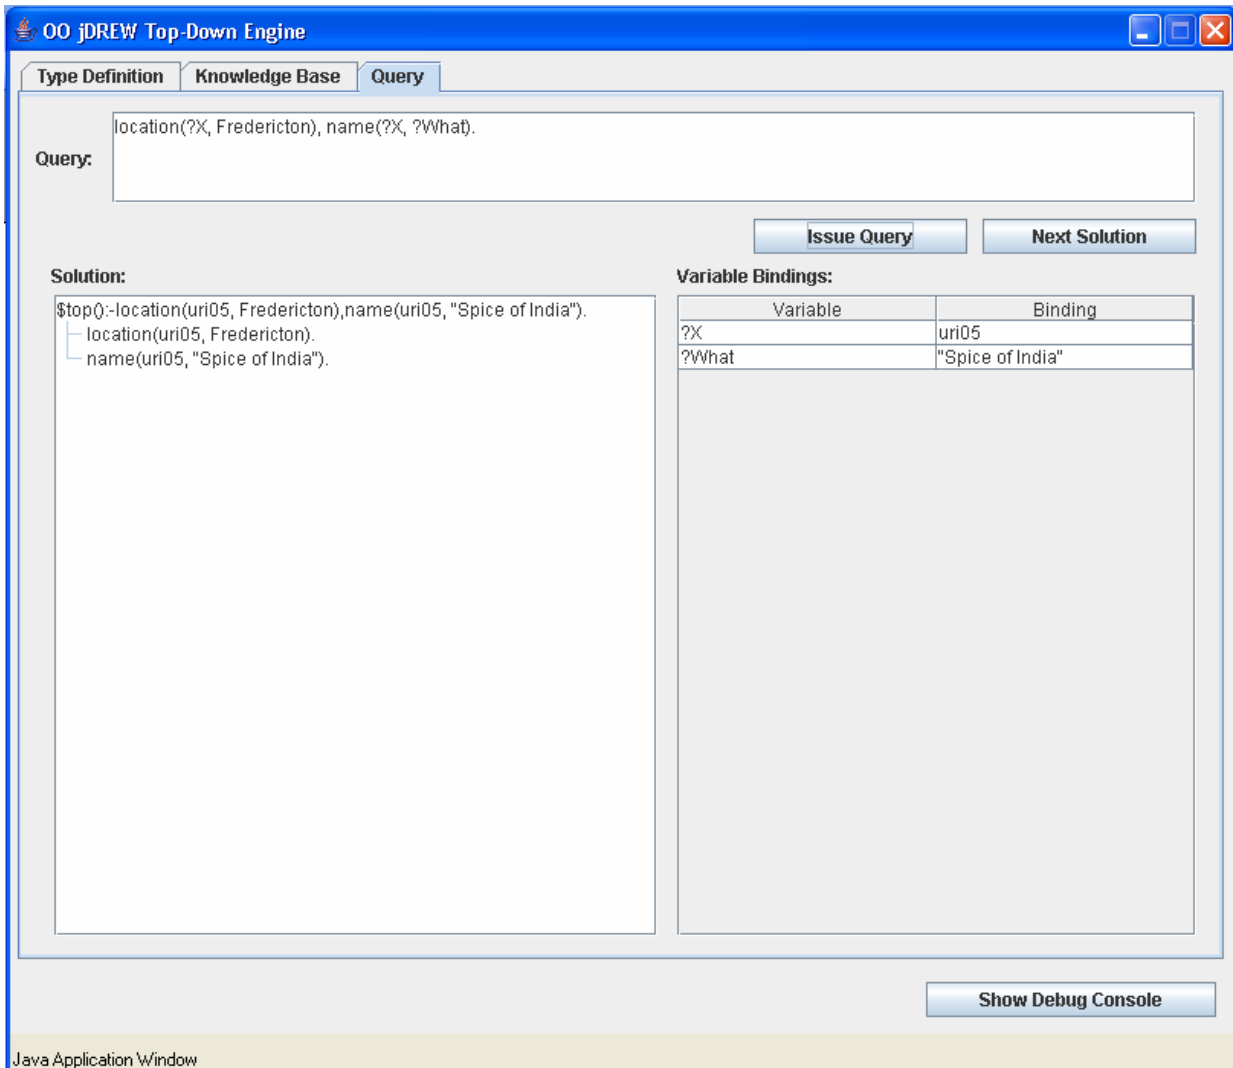 OO jDREW Top-Down Engine
Type Definition Knowledge Base Query
location(?X, Fredericton), name(?X, ?What).
Query:
Issue Query Next Solution
Solution: Variable Bindings:
$top():-location(uri05, Fredericton),name(uri05, "Spice of India").
location(uri05, Fredericton).
name(uri05, "Spice of India").
Variable Binding
?X uri05
?What "Spice of India"
Show Debug Console
Java Application Window